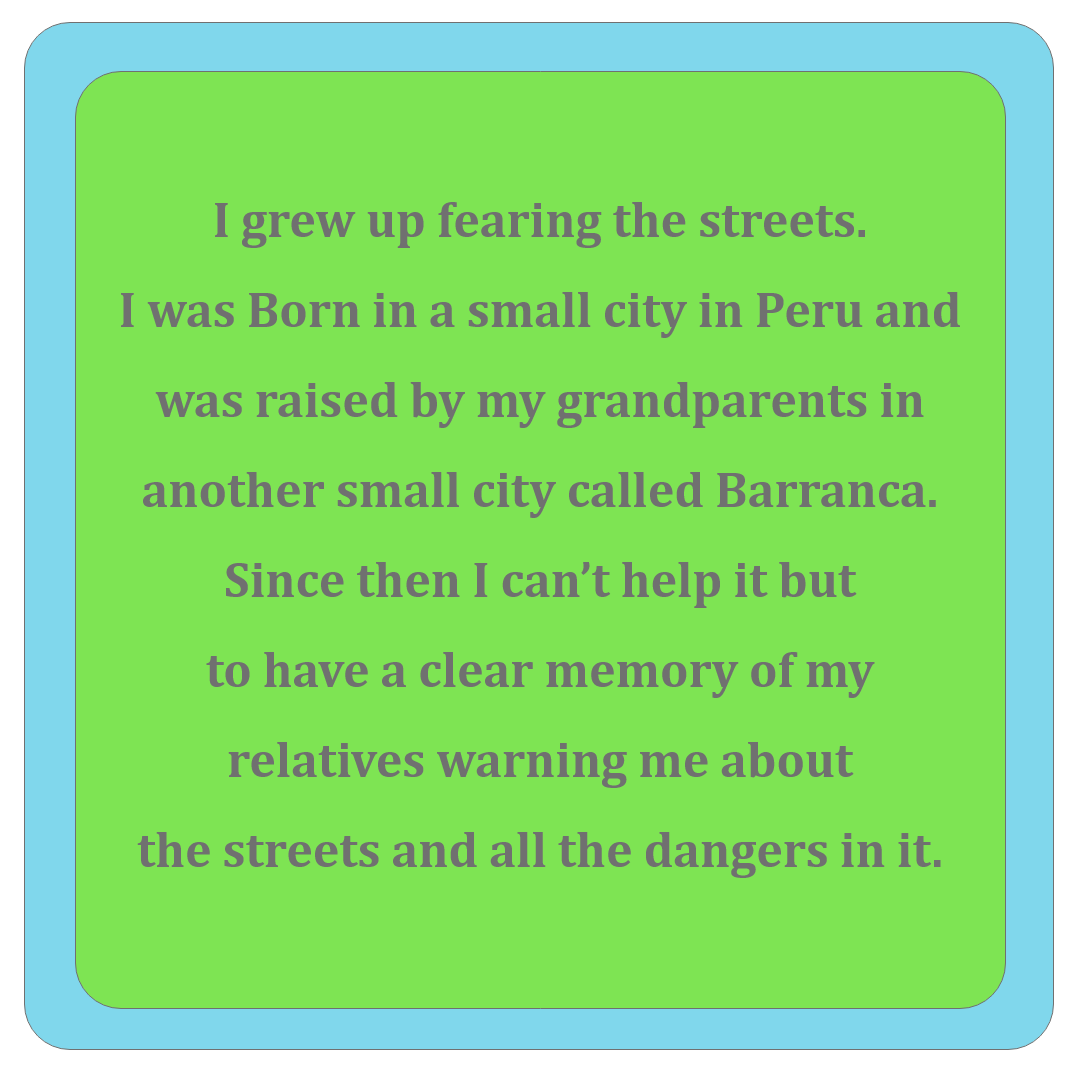 I grew up fearing the streets.
I was Born in a small city in Peru and
was raised by my grandparents in
another small city called Barranca.
Since then I can’t help it but
to have a clear memory of my
relatives warning me about
the streets and all the dangers in it.